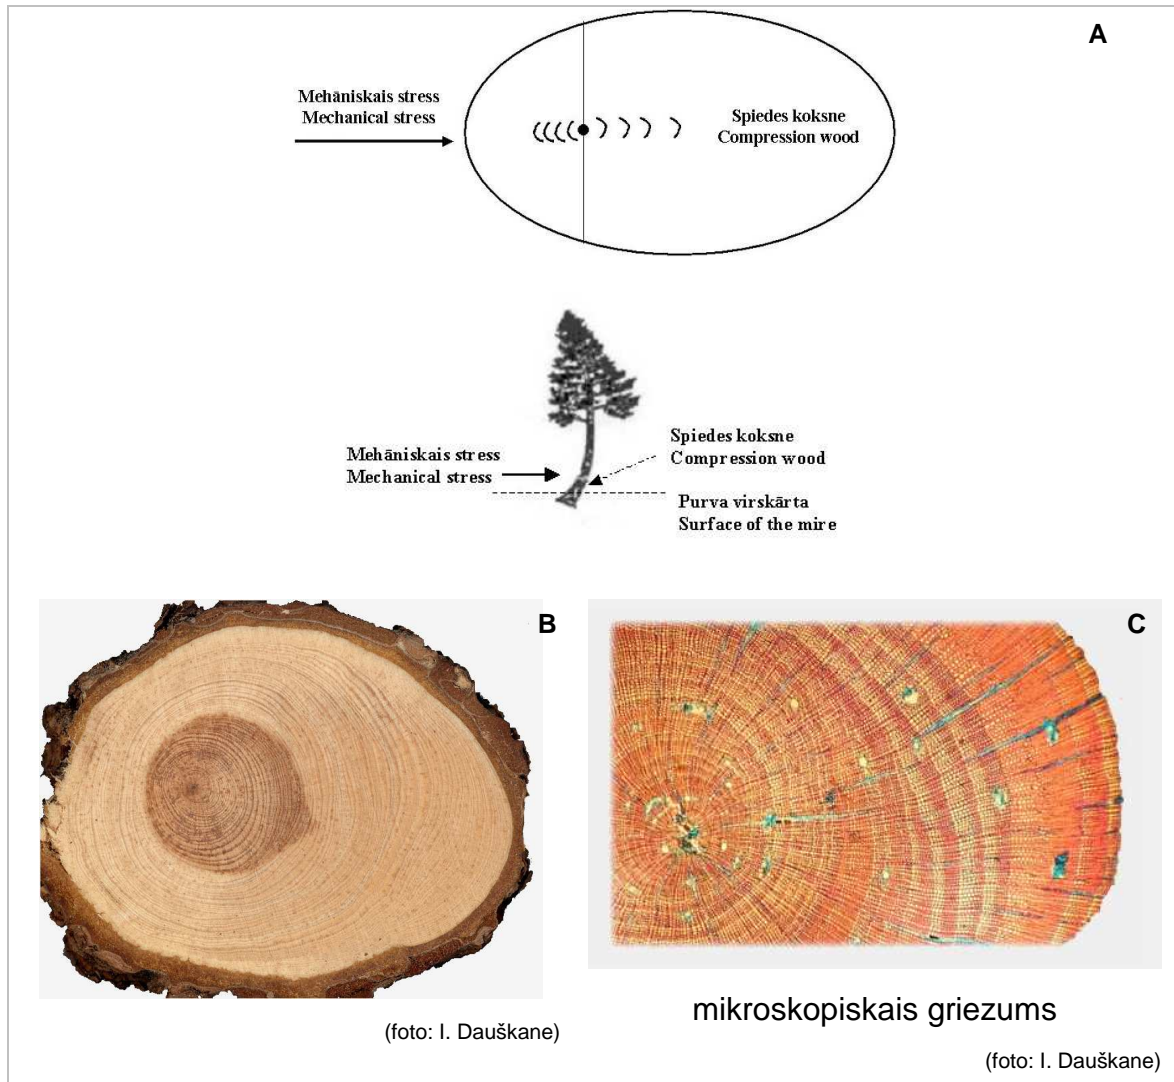 A
Mehāniskais stress
Mechanical stress
Spiedes koksne
Compression wood
Mehāniskais stress
Mechanical stress
Spiedes koksne
Compression wood
Purva virskārta
Surface of the mire
B
C
(foto: I. Dauškane)
mikroskopiskais griezums
(foto: I. Dauškane)